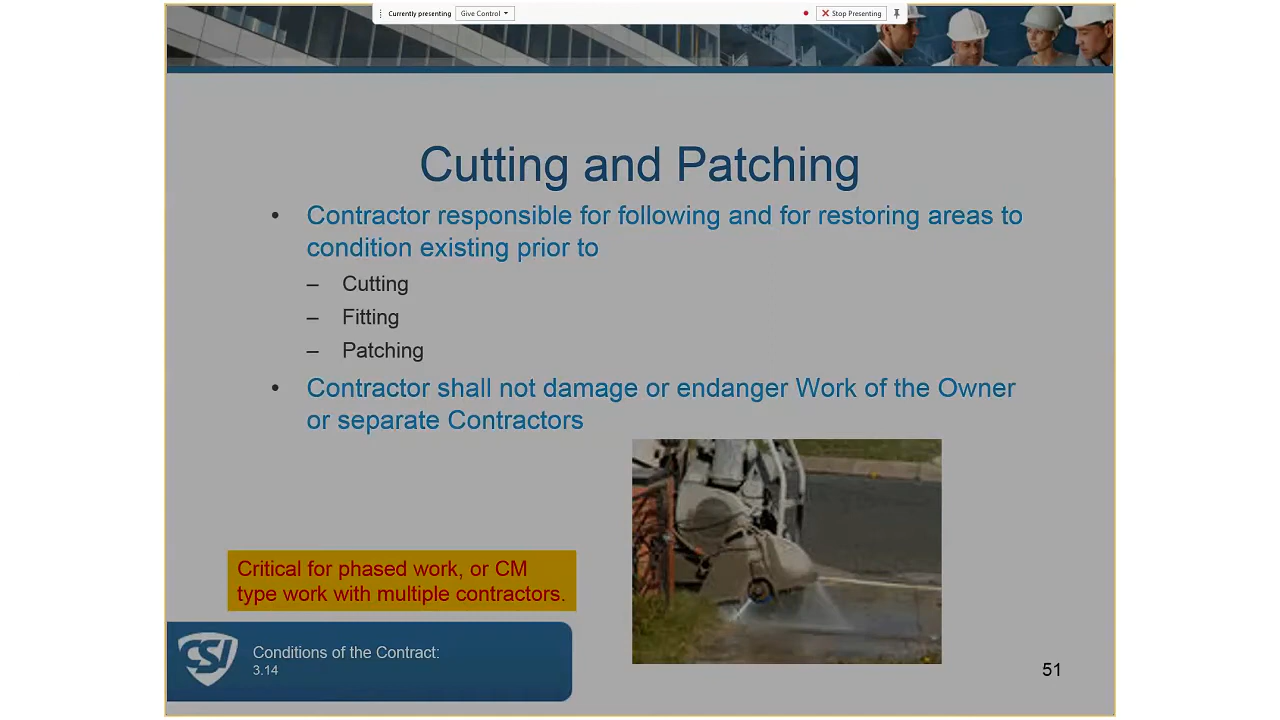 Currently presenting Give Control Stop Presenting
Cutting and Patching
• Contractor responsible for following and for restoring areas to
condition existing prior to
– Cutting
– Fitting
– Patching
• Contractor shall not damage or endanger Work of the Owner
or separate Contractors
Critical for phased work, or CM
type work with multiple contractors.
CSI
Conditions of the Contract:
3.14
51